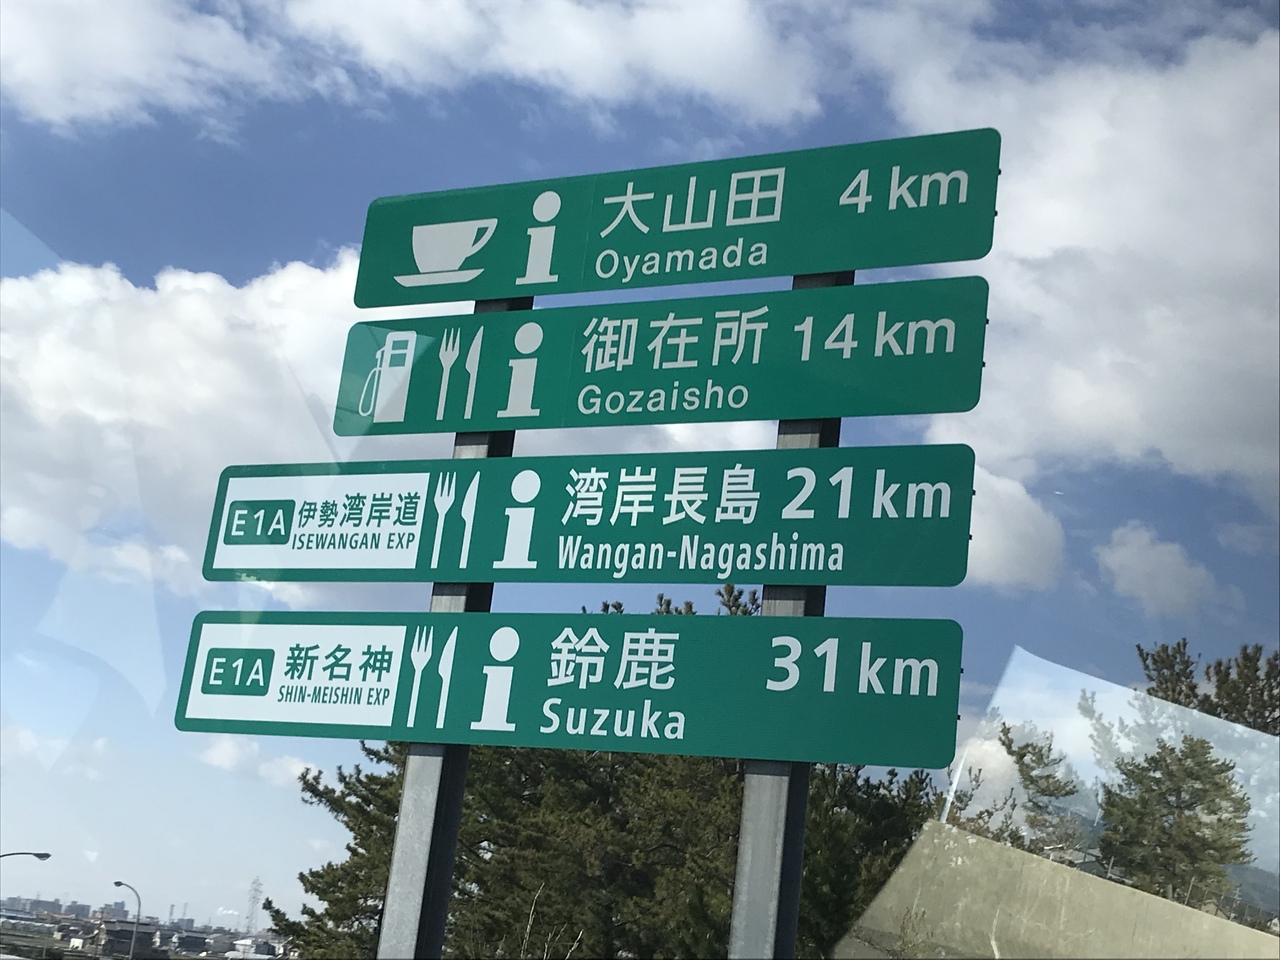 大山田 4 km
Oyamada
御在所 14 km
Gozaisho
E1A 伊勢湾岸道 湾岸長島 21 km
ISEWANGAN EXP Wangan-Nagashima
E1A 新名神 鈴鹿 31 km
SHIN-MEISHIN EXP Suzuka